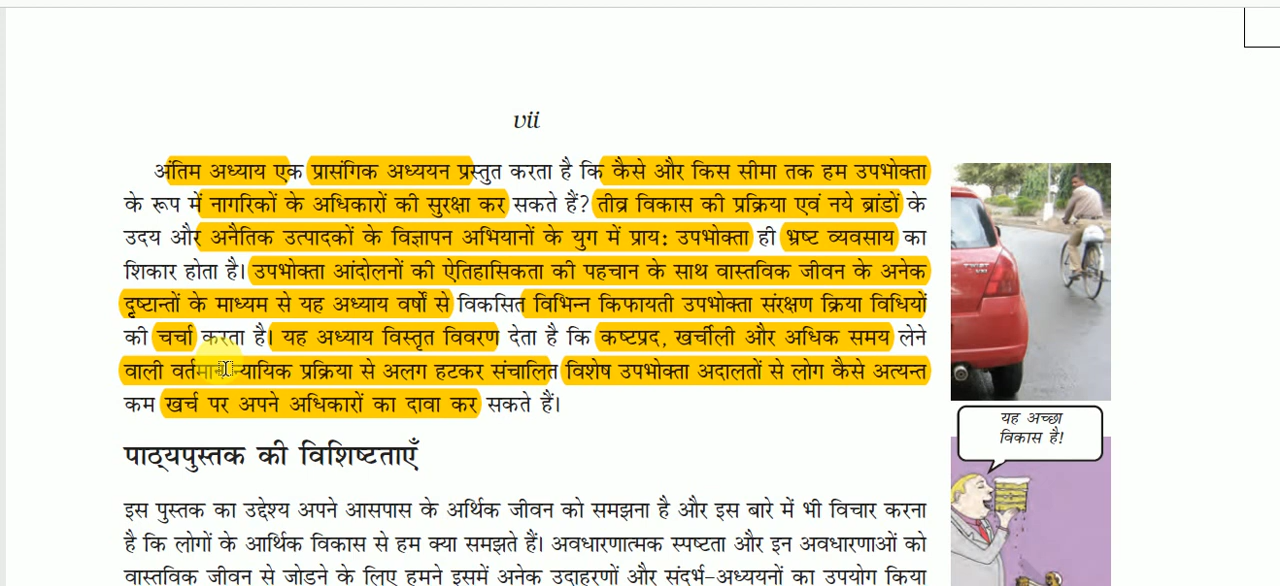 vii
अंतिम अध्याय एक प्रासंगिक अध्ययन प्रस्तुत करता है कि कैसे और किस सीमा तक हम उपभोक्ता
के रूप में नागरिकों के अधिकारों की सुरक्षा कर सकते हैं? तीव्र विकास की प्रक्रिया एवं नये ब्रांडों के
उदय और अनैतिक उत्पादकों के विज्ञापन अभियानों के युग में प्राय: उपभोक्ता ही भ्रष्ट व्यवसाय का
शिकार होता है। उपभोक्ता आंदोलनों की ऐतिहासिकता की पहचान के साथ वास्तविक जीवन के अनेक
दृष्टान्तों के माध्यम से यह अध्याय वर्षों से विकसित विभिन्न किफायती उपभोक्ता संरक्षण क्रिया विधियों
की चर्चा करता है। यह अध्याय विस्तृत विवरण देता है कि कष्टप्रद, खर्चीली और अधिक समय लेने
वाली वर्तमान न्यायिक प्रक्रिया से अलग हटकर संचालित विशेष उपभोक्ता अदालतों से लोग कैसे अत्यन्त
कम खर्च पर अपने अधिकारों का दावा कर सकते हैं।
यह अच्छा
विकास है!
पाठ्यपुस्तक की विशिष्टताएँ
इस पुस्तक का उद्देश्य अपने आसपास के आर्थिक जीवन को समझना है और इस बारे में भी विचार करना
है कि लोगों के आर्थिक विकास से हम क्या समझते हैं। अवधारणात्मक स्पष्टता और इन अवधारणाओं को
वास्तविक जीवन से जोड़ने के लिए हमने इसमें अनेक उदाहरणों और संदर्भ-अध्ययनों का उपयोग किया